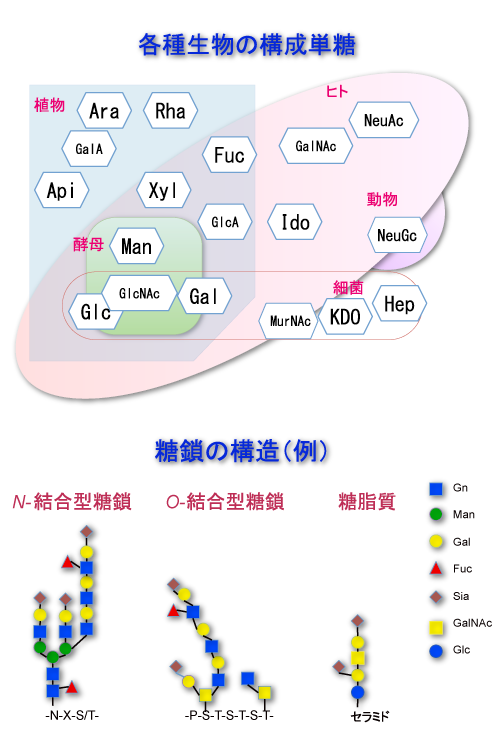 各種生物の構成単糖
ヒト
植物
Ara
Rha
NeuAc
GalA
Fuc
GalNAc
Api
Xyl
動物
GlcA
Ido
NeuGc
酵母
Man
細菌
GlcNAc
Gal
Glc
MurNAc
KDO
Hep
糖鎖の構造(例)
N-結合型糖鎖
O-結合型糖鎖
糖脂質
Gn
Man
Gal
Fuc
Sia
GalNAc
Glc
-N-X-S/T-
-P-S-T-S-T-S-T-
セラミド